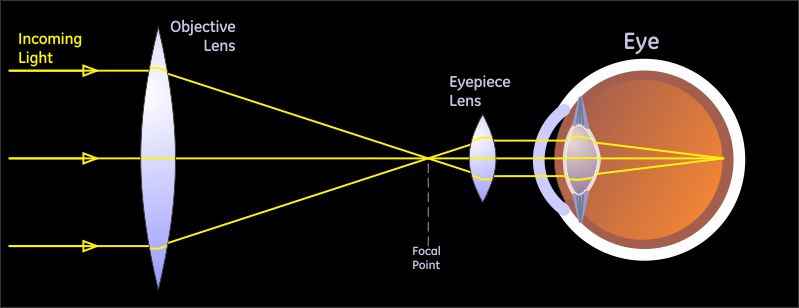 Incoming
Light
Objective
Lens
Eyepiece
Lens
Eye
Focal
Point